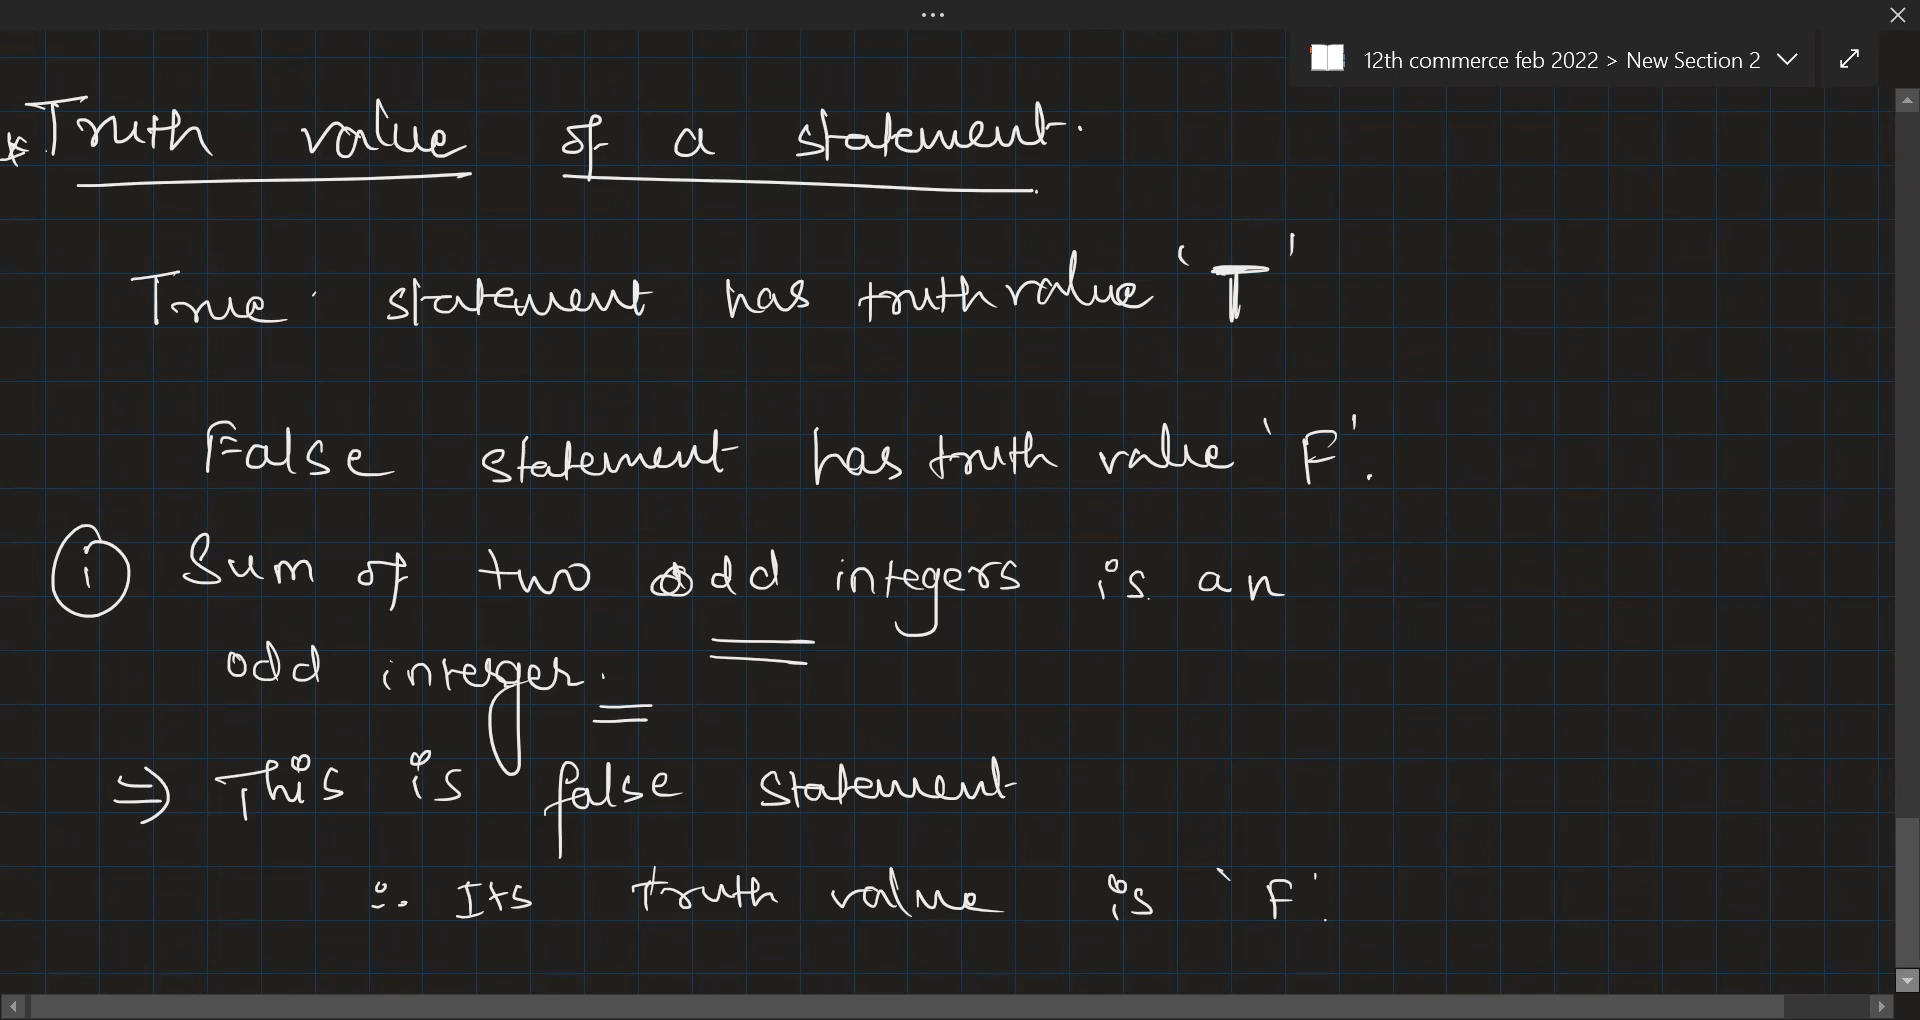 ...
12th commerce feb 2022 > New Section 2
* Truth value of a statement.
True statement has truth value 'T'
False statement has truth value 'F'.
(i) Sum of two odd integers is an
odd interger.
=> This is false statement
∴ Its truth value is 'F'.